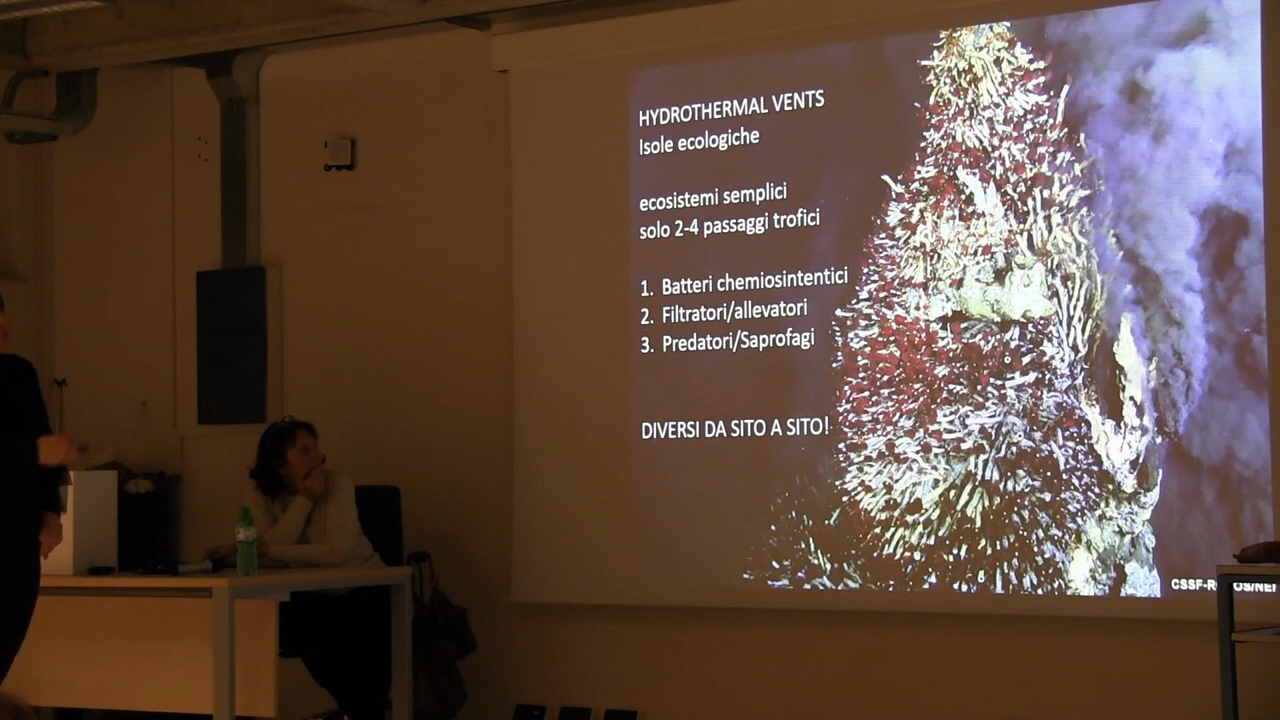 HYDROTHERMAL VENTS
Isole ecologiche
ecosistemi semplici
solo 2-4 passaggi trofici
1. Batteri chemiosintentici
2. Filtratori/allevatori
3. Predatori/Saprofagi
DIVERSI DA SITO A SITO!